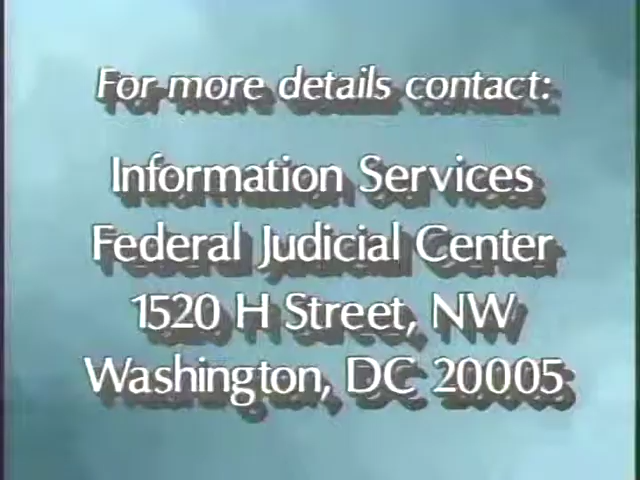 For more details contact:
Information Services
Federal Judicial Center
1520 H Street, NW
Washington, DC 20005